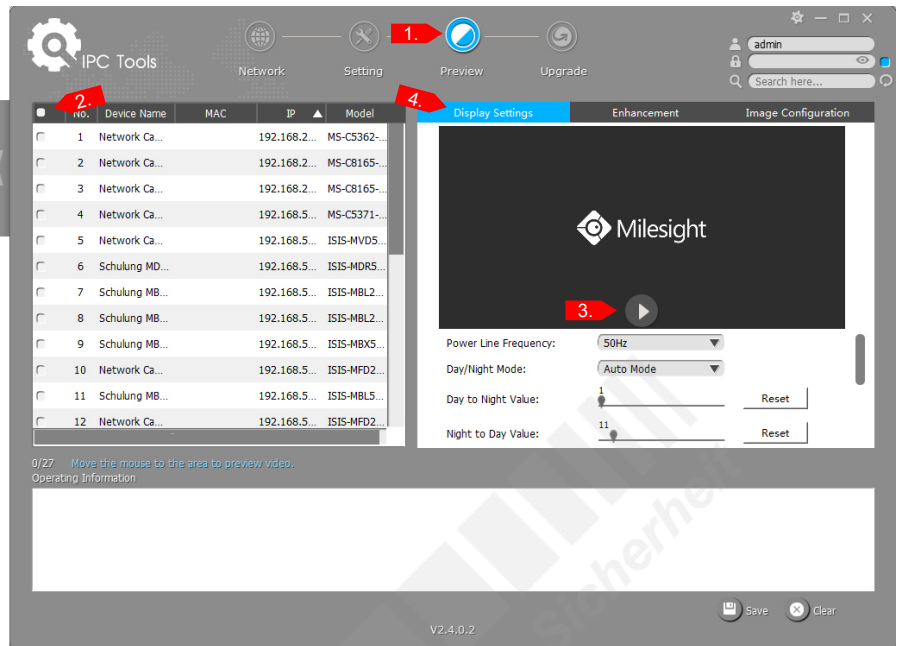 IPC Tools
Network
Setting
1.
Preview
Upgrade
admin
Search here...
2.
No. Device Name MAC IP Model
1 Network Ca... 192.168.2... MS-C5362-...
2 Network Ca... 192.168.2... MS-C8165-...
3 Network Ca... 192.168.2... MS-C8165-...
4 Network Ca... 192.168.5... MS-C5371-...
5 Network Ca... 192.168.5... ISIS-MVD5...
6 Schulung MD... 192.168.5... ISIS-MDR5...
7 Schulung MB... 192.168.5... ISIS-MBL2...
8 Schulung MB... 192.168.5... ISIS-MBL2...
9 Schulung MB... 192.168.5... ISIS-MBX5...
10 Network Ca... 192.168.5... ISIS-MFD2...
11 Schulung MB... 192.168.5... ISIS-MBL5...
12 Network Ca... 192.168.5... ISIS-MFD2...
4.
Display Settings Enhancement Image Configuration
Milesight
3.
Power Line Frequency: 50Hz
Day/Night Mode: Auto Mode
Day to Night Value: 1 Reset
Night to Day Value: 11 Reset
0/27 Move the mouse to the area to preview video.
Operating Information
Sicherheit
Save Clear
V2.4.0.2